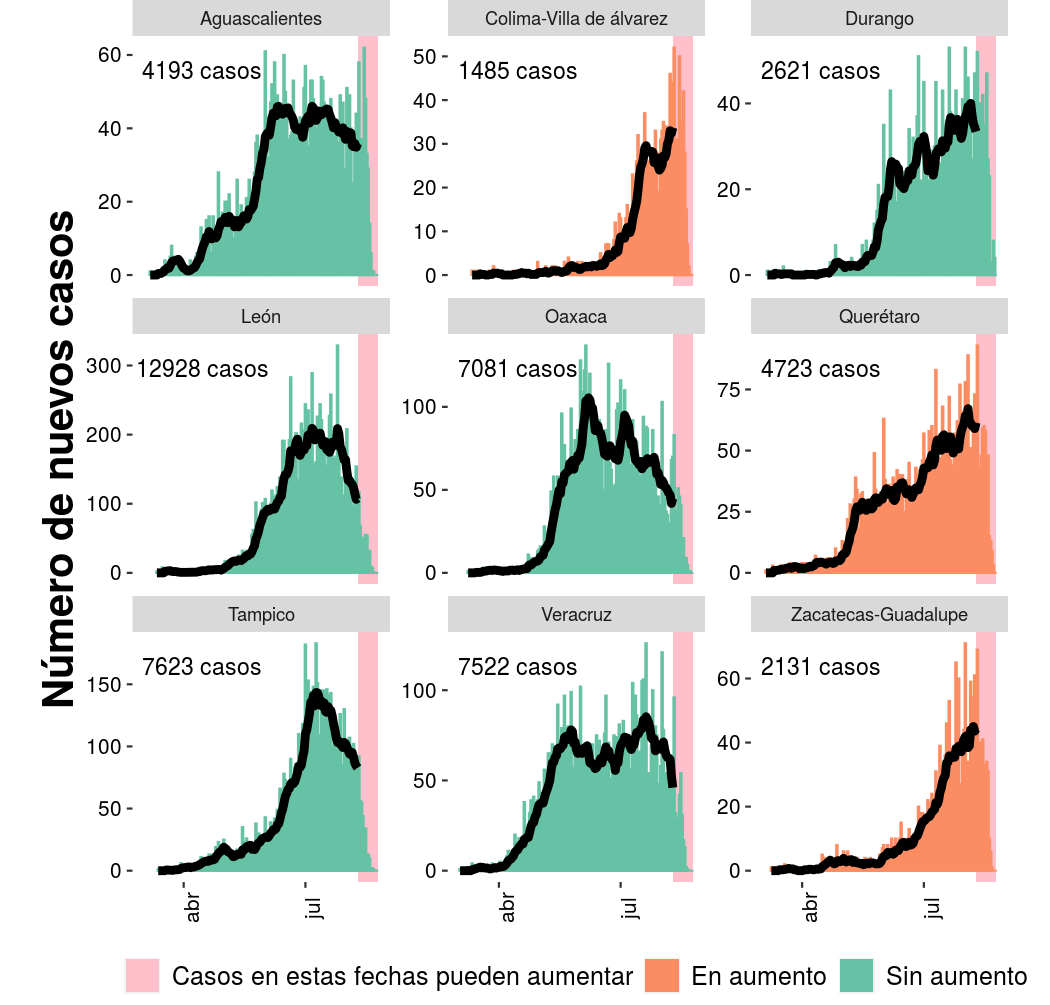 Número de nuevos casos
Aguascalientes
4193 casos
60
40
20
0
Colima-Villa de álvarez
1485 casos
50
40
30
20
10
0
Durango
2621 casos
40
20
0
León
12928 casos
300
200
100
0
Oaxaca
7081 casos
100
50
0
Querétaro
4723 casos
75
50
25
0
Tampico
7623 casos
150
100
50
0
abr
jul
Veracruz
7522 casos
100
50
0
abr
jul
Zacatecas-Guadalupe
2131 casos
60
40
20
0
abr
jul
Casos en estas fechas pueden aumentar
En aumento
Sin aumento